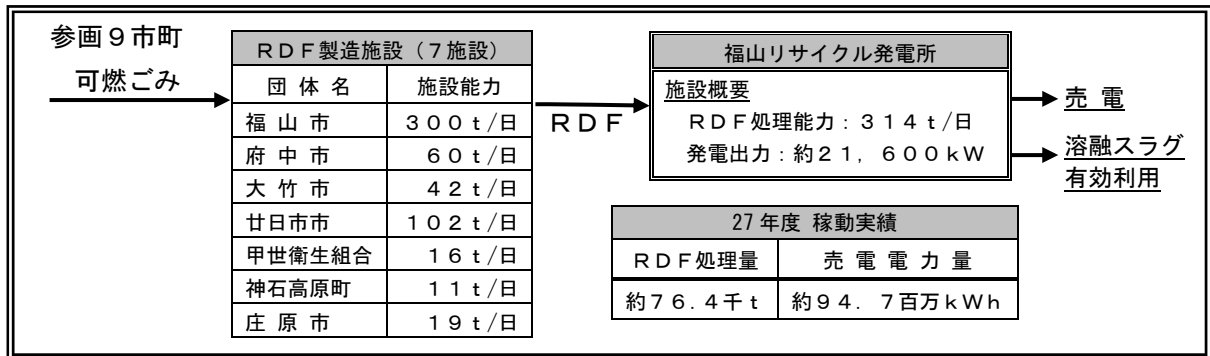 参画9市町
可燃ごみ
RDF製造施設(7施設)
団体名 施設能力
福山市 300t/日
府中市 60t/日
大竹市 42t/日
廿日市市 102t/日
甲世衛生組合 16t/日
神石高原町 11t/日
庄原市 19t/日
RDF
福山リサイクル発電所
施設概要
RDF処理能力:314t/日
発電出力:約21,600kW
売電
溶融スラグ
有効利用
27年度 稼動実績
RDF処理量 売電電力量
約76.4千t 約94.7百万kWh